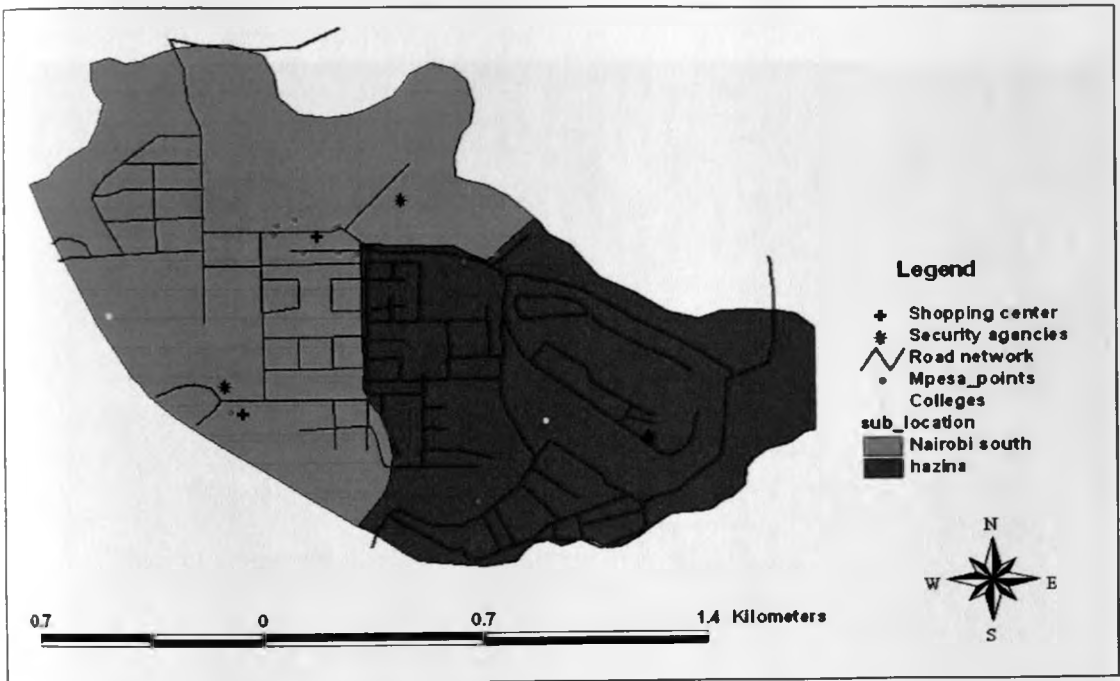 Legend
Shopping center
Security agencies
Road network
Mpesa_points
Colleges
sub_location
Nairobi south
hazina
N
W E
S
0.7 0 0.7 1.4 Kilometers